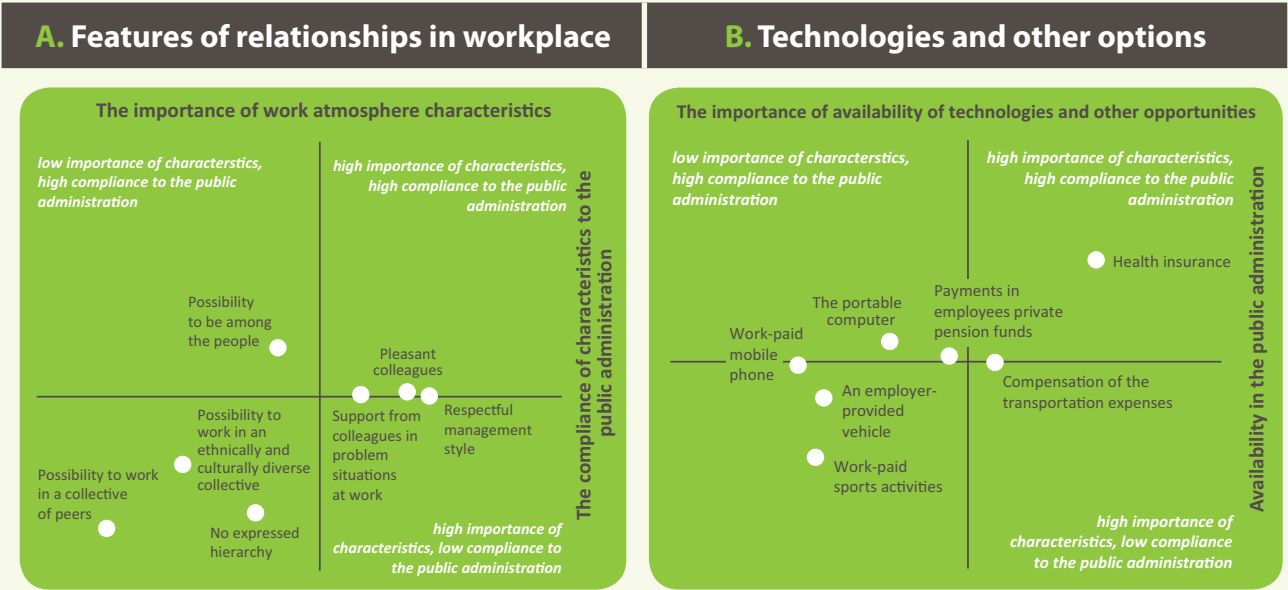 A. Features of relationships in workplace
The importance of work atmosphere characteristics
low importance of characterstics,
high compliance to the public
administration
high importance of characteristics,
high compliance to the public
administration
Possibility
to be among
the people
Pleasant
colleagues
Support from
colleagues in
problem
situations
at work
Respectful
management
style
Possibility to
work in an
ethnically and
culturally diverse
collective
Possibility to work
in a collective
of peers
No expressed
hierarchy
high importance of
characteristics, low compliance to
the public administration
The compliance of characteristics to the
public administration
B. Technologies and other options
The importance of availability of technologies and other opportunities
low importance of characterstics,
high compliance to the public
administration
high importance of characteristics,
high compliance to the public
administration
Health insurance
Payments in
employees private
pension funds
The portable
computer
Work-paid
mobile
phone
An employer-
provided
vehicle
Compensation of the
transportation expenses
Work-paid
sports activities
high importance of
characteristics, low compliance
to the public administration
Availability in the public administration